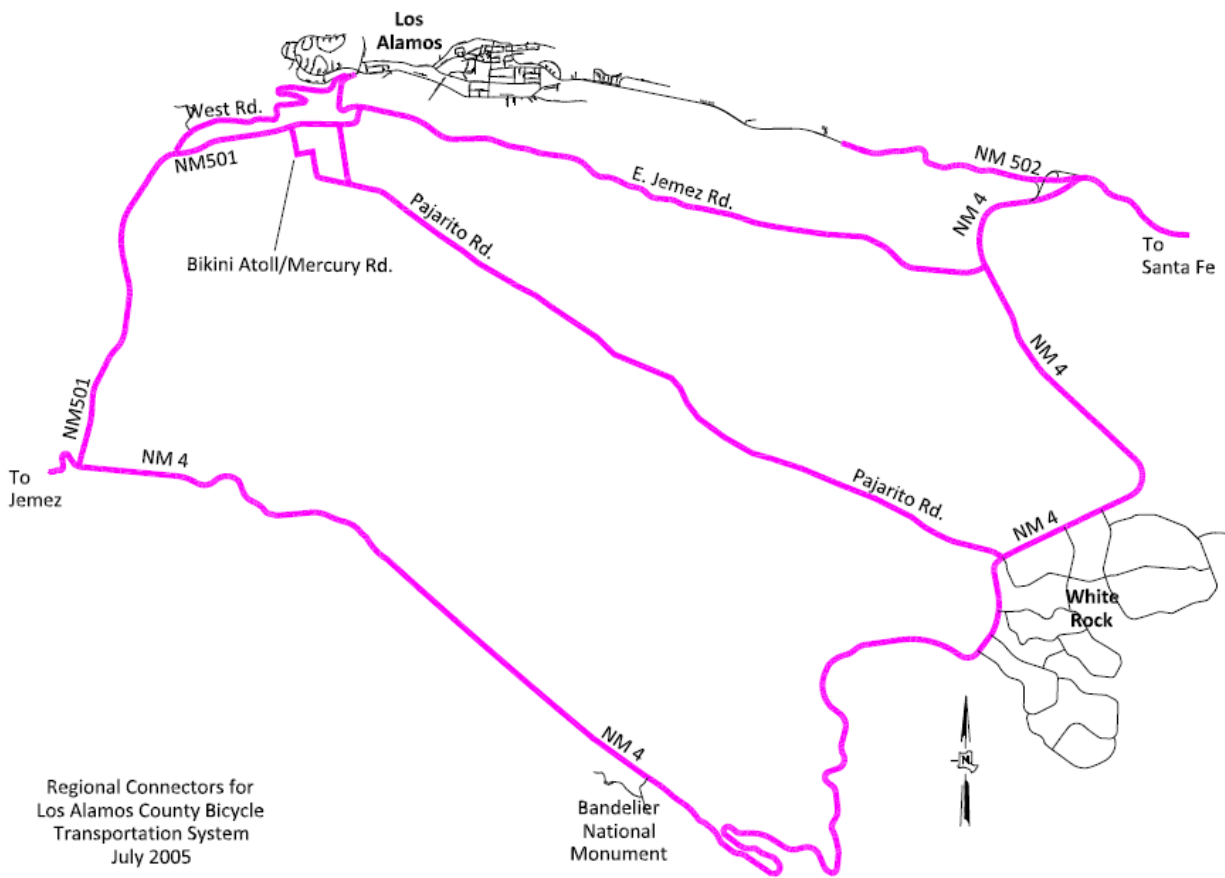 Los
Alamos
West Rd.
NM501
NM 502
E. Jemez Rd.
NM 4
To
Santa Fe
Pajarito Rd.
Bikini Atoll/Mercury Rd.
NM 4
NM501
To
Jemez
NM 4
Pajarito Rd.
NM 4
White
Rock
NM 4
Bandelier
National
Monument
N
Regional Connectors for
Los Alamos County Bicycle
Transportation System
July 2005